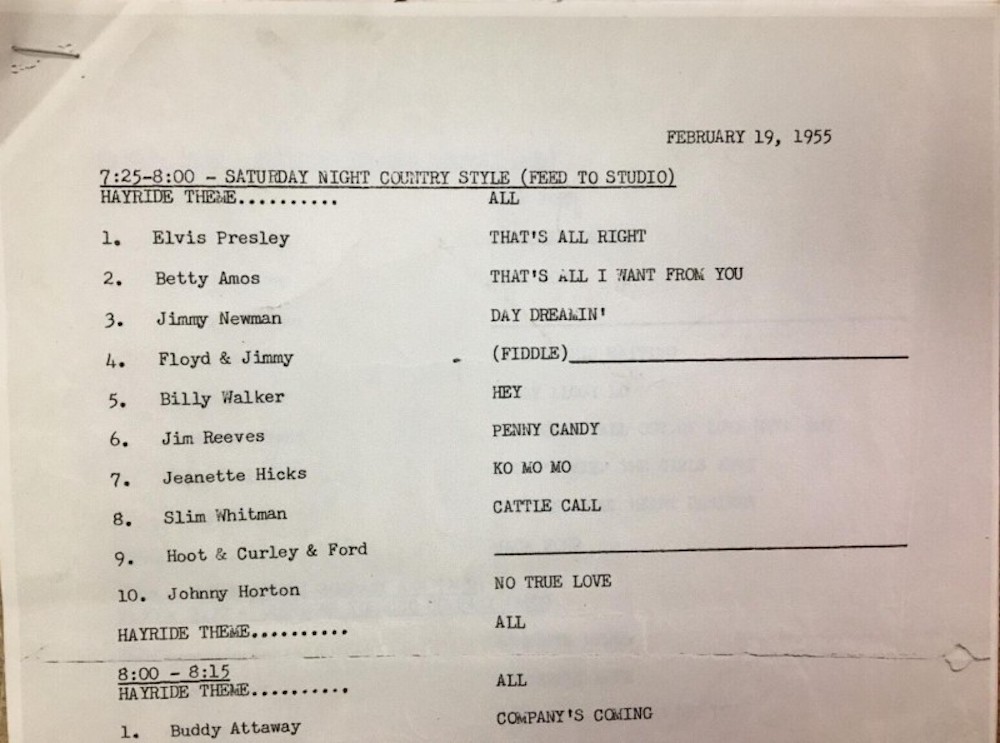 FEBRUARY 19, 1955
7:25-8:00 - SATURDAY NIGHT COUNTRY STYLE (FEED TO STUDIO)
HAYRIDE THEME.......... ALL
1. Elvis Presley THAT'S ALL RIGHT
2. Betty Amos THAT'S ALL I WANT FROM YOU
3. Jimmy Newman DAY DREAMIN'
4. Floyd & Jimmy (FIDDLE)
5. Billy Walker HEY
6. Jim Reeves PENNY CANDY
7. Jeanette Hicks KO MO MO
8. Slim Whitman CATTLE CALL
9. Hoot & Curley & Ford
10. Johnny Horton NO TRUE LOVE
HAYRIDE THEME.......... ALL
8:00 - 8:15
HAYRIDE THEME.......... ALL
1. Buddy Attaway COMPANY'S COMING